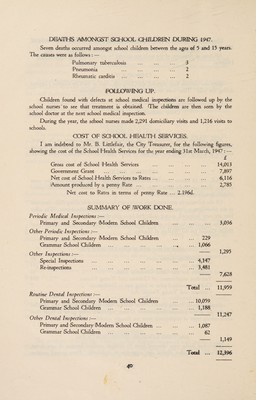 DEATHS AMONGST SCHOOL CHILDREN DURING 1947.
Seven deaths occurred amongst school children between the ages of 5 and 15 years.
The causes were as follows :—
Pulmonary tuberculosis ... ... ... 3
Pneumonia ... ... ... 2
Rheumatic carditis ... ... ... 2
FOLLOWING UP.
Children found with defects at school medical inspections are followed up by the
school nurses to see that treatment is obtained. The children are then seen by the
school doctor at the next school medical inspection.
During the year, the school nurses made 2,291 domiciliary visits and 1,216 visits to
schools.
COST OF SCHOOL HEALTH SERVICES.
I am indebted to Mr. B. Littlefair, the City Treasurer, for the following figures,
showing the cost of the School Health Services for the year ending 31st March, 1947 :—
£
Gross cost of School Health Services ... ... ... 14,013
Government Grant ... ... ... 7,897
Net cost of School Health Services to Rates ... ... ... 6,116
Amount produced by a penny Rate ... ... ... 2,785
Net cost to Rates in terms of penny Rate ... 2.196d.
SUMMARY OF WORK DONE.
Periodic Medical Inspections :—
Primary and Secondary Modern School Children ... ... ... 3,036
Other Periodic Inspections :—
Primary and Secondary Modern School Children ... ... 229
Grammar School Children ... ... 1,066
1,295
Other Inspections :—
Special Inspections ... ... ... 4,147
Re-inspections ... ... ... 3,481
7,628
Total ... 11,959
Routine Dental Inspections :—
Primary and Secondary Modern School Children ... ... 10,059
Grammar School Children ... ... ... 1,188
11,247
Other Dental Inspections :—
Primary and Secondary Modern School Children ... ... 1,087
Grammar School Children ... ... ... 62
1,149
Total ... 12,396
40